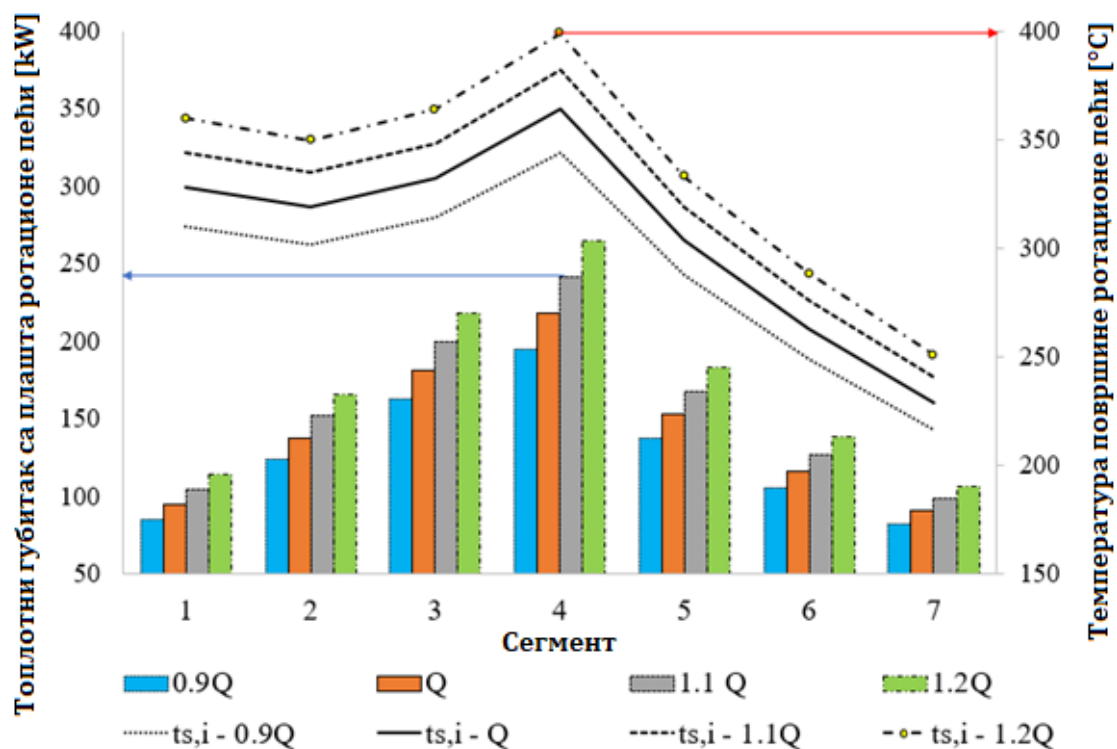 Топлотни губитак са плашта ротационе пећи [kW]
400
350
300
250
200
150
100
50
400
350
300
250
200
150
Температура површине ротационе пећи [°C]
1 2 3 4 5 6 7
Сегмент
0.9Q Q 1.1 Q 1.2Q
ts,i - 0.9Q ts,i - Q ts,i - 1.1Q ts,i - 1.2Q